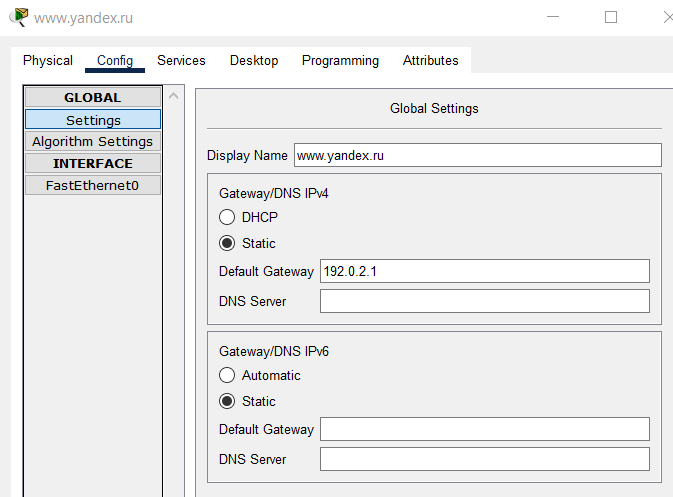 www.yandex.ru
Physical Config Services Desktop Programming Attributes
GLOBAL
Settings
Algorithm Settings
INTERFACE
FastEthernet0
Global Settings
Display Name www.yandex.ru
Gateway/DNS IPv4
DHCP
Static
Default Gateway 192.0.2.1
DNS Server
Gateway/DNS IPv6
Automatic
Static
Default Gateway
DNS Server